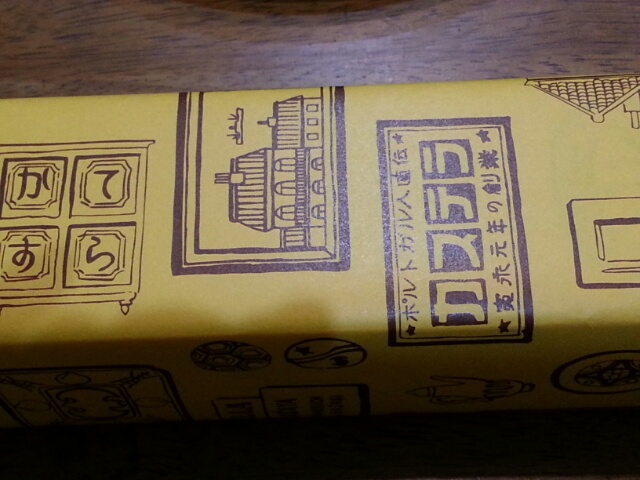 かす
てら
★ポルトガル人直伝★
カステラ
★寛永元年の創業★